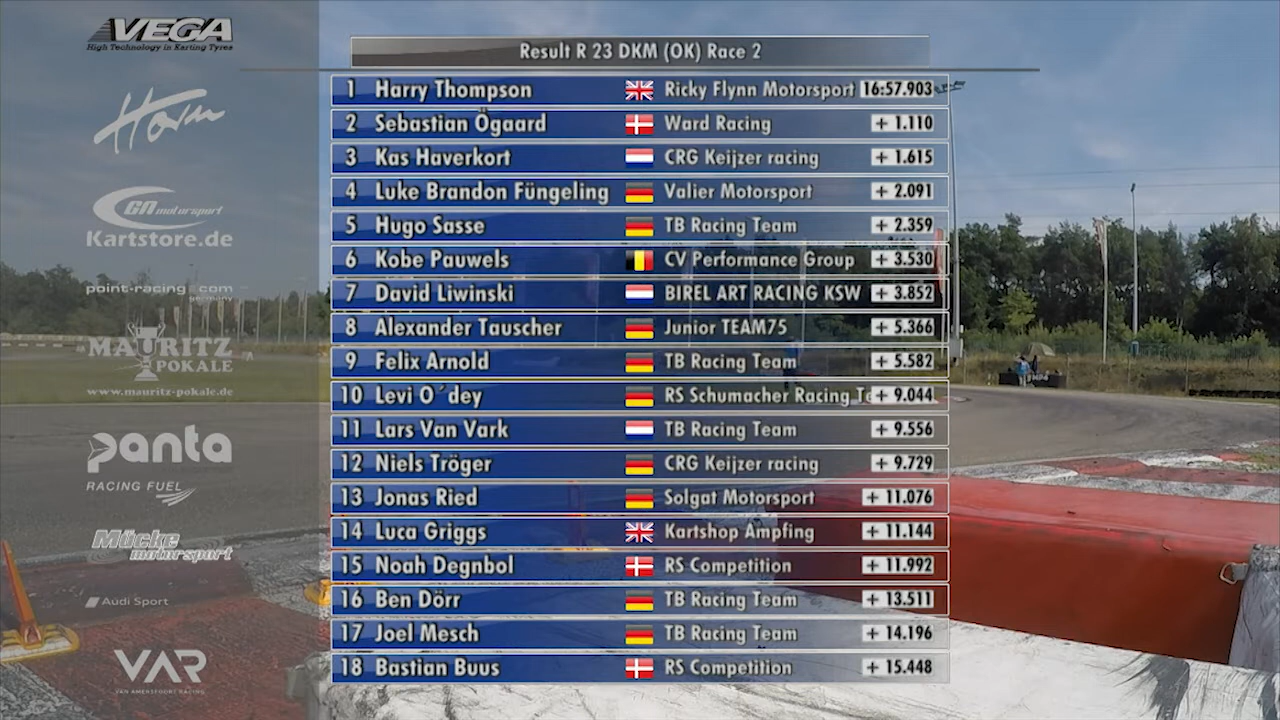 VEGA
High Technology in Karting Tyres
Horm
GN motorsport
Kartstore.de
point-racing com
germany
MAURITZ
POKALE
www.mauritz-pokale.de
panta
RACING FUEL
Mücke
motorsport
Audi Sport
VAR
VAN AMERSFOORT RACING
Result R 23 DKM (OK) Race 2
1 Harry Thompson Ricky Flynn Motorsport 16:57.903
2 Sebastian Ögaard Ward Racing + 1.110
3 Kas Haverkort CRG Keijzer racing + 1.615
4 Luke Brandon Füngeling Valier Motorsport + 2.091
5 Hugo Sasse TB Racing Team + 2.359
6 Kobe Pauwels CV Performance Group + 3.530
7 David Liwinski BIREL ART RACING KSW + 3.852
8 Alexander Tauscher Junior TEAM75 + 5.366
9 Felix Arnold TB Racing Team + 5.582
10 Levi O´dey RS Schumacher Racing Te + 9.044
11 Lars Van Vark TB Racing Team + 9.556
12 Niels Tröger CRG Keijzer racing + 9.729
13 Jonas Ried Solgat Motorsport + 11.076
14 Luca Griggs Kartshop Ampfing + 11.144
15 Noah Degnbol RS Competition + 11.992
16 Ben Dörr TB Racing Team + 13.511
17 Joel Mesch TB Racing Team + 14.196
18 Bastian Buus RS Competition + 15.448